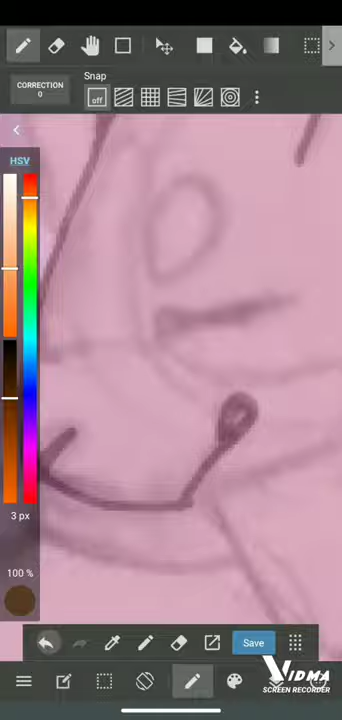 CORRECTION
0
Snap
off
HSV
3 px
100 %
Save
VIDMA
SCREEN RECORDER